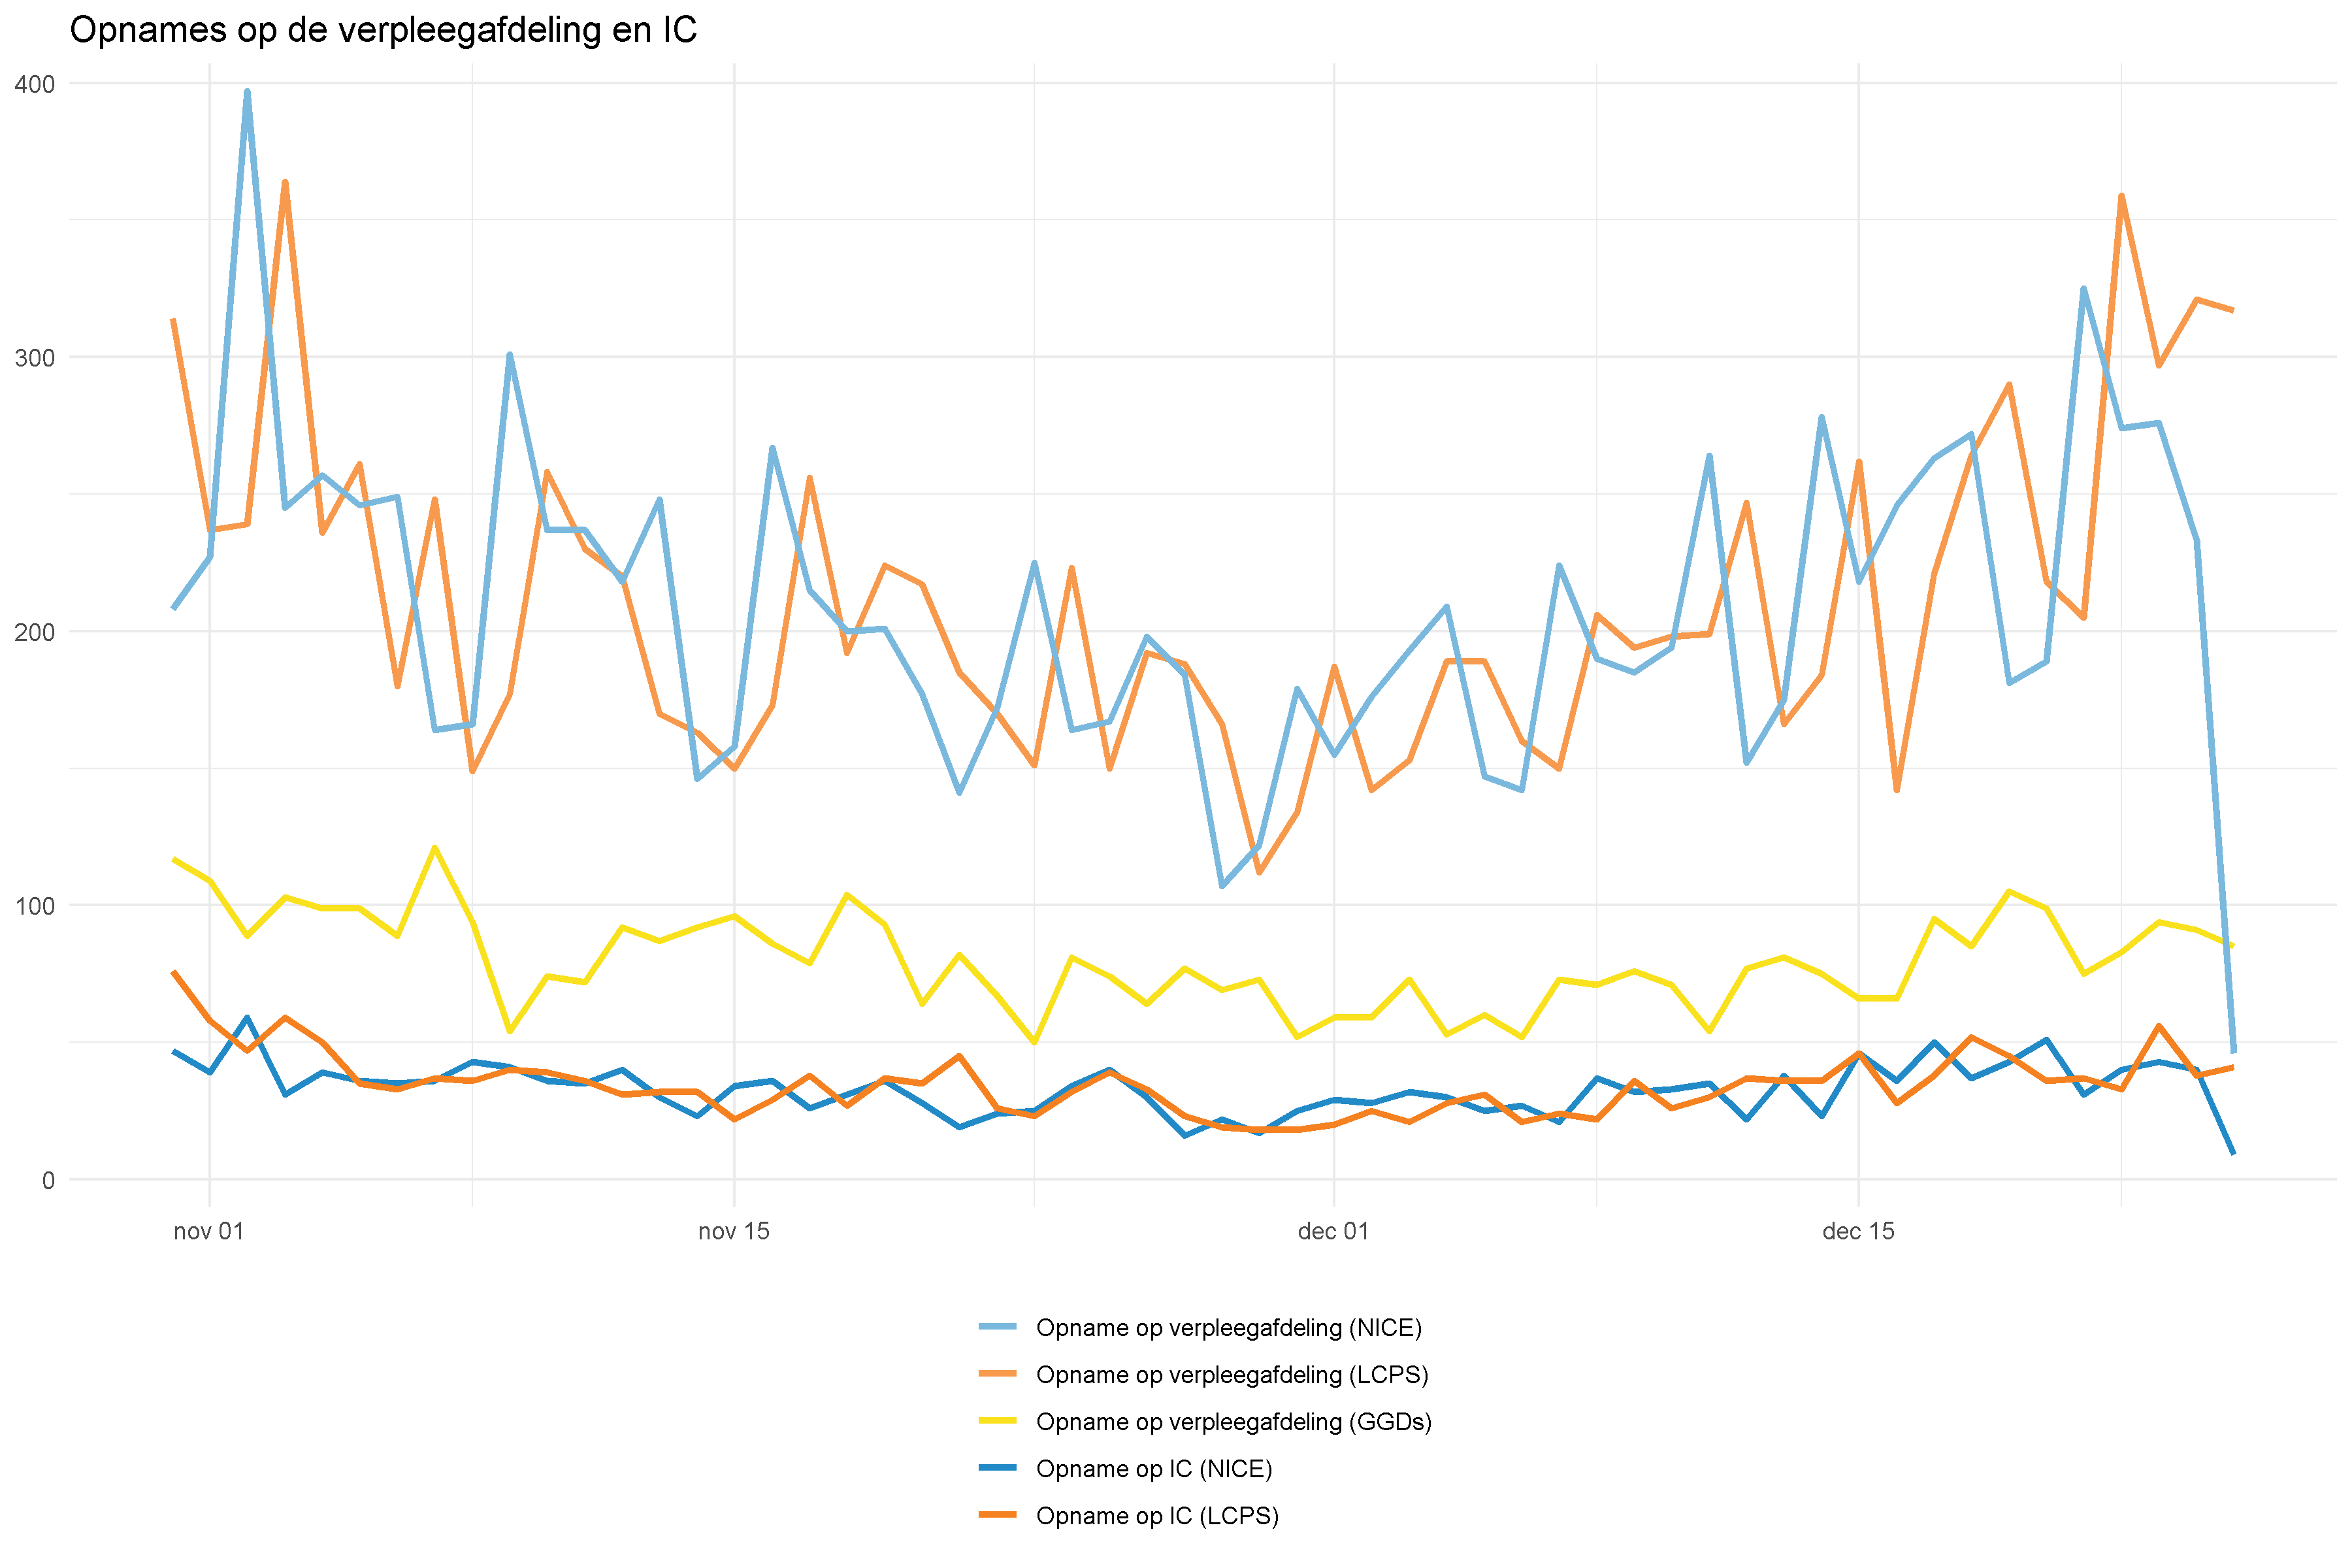 Opnames op de verpleegafdeling en IC
400
300
200
100
0
nov 01
nov 15
dec 01
dec 15
Opname op verpleegafdeling (NICE)
Opname op verpleegafdeling (LCPS)
Opname op verpleegafdeling (GGDs)
Opname op IC (NICE)
Opname op IC (LCPS)